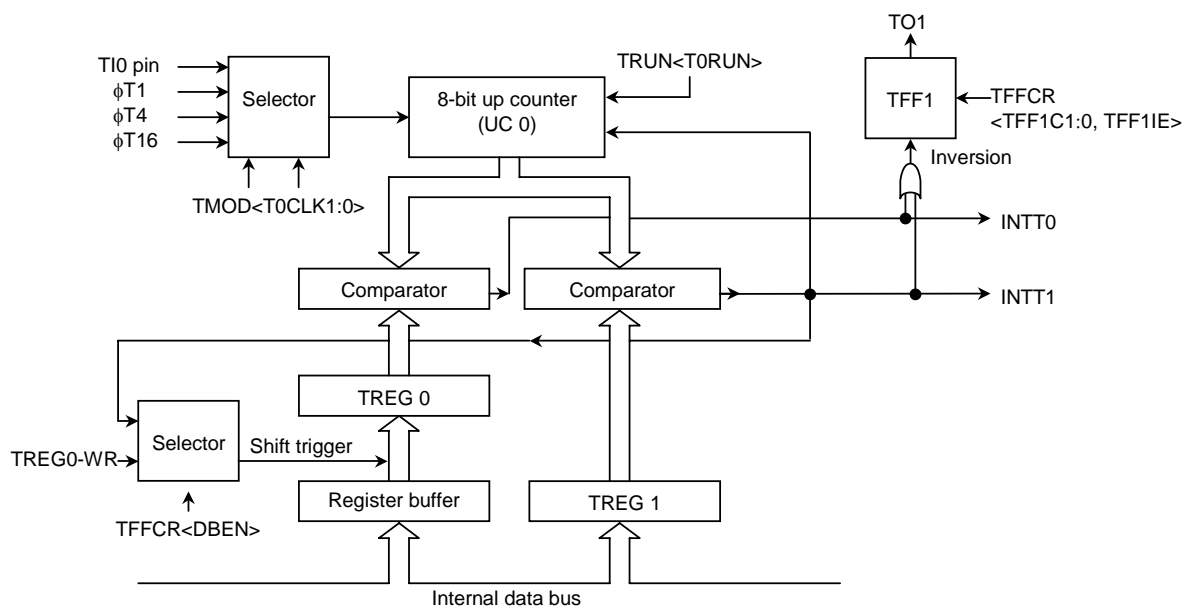 TO1
TI0 pin
ϕT1
ϕT4
ϕT16
Selector
8-bit up counter
(UC 0)
TRUN<T0RUN>
TFF1
TFFCR
<TFF1C1:0, TFF1IE>
Inversion
TMOD<T0CLK1:0>
INTT0
Comparator
Comparator
INTT1
TREG 0
Selector
TREG0-WR
Shift trigger
Register buffer
TREG 1
TFFCR<DBEN>
Internal data bus